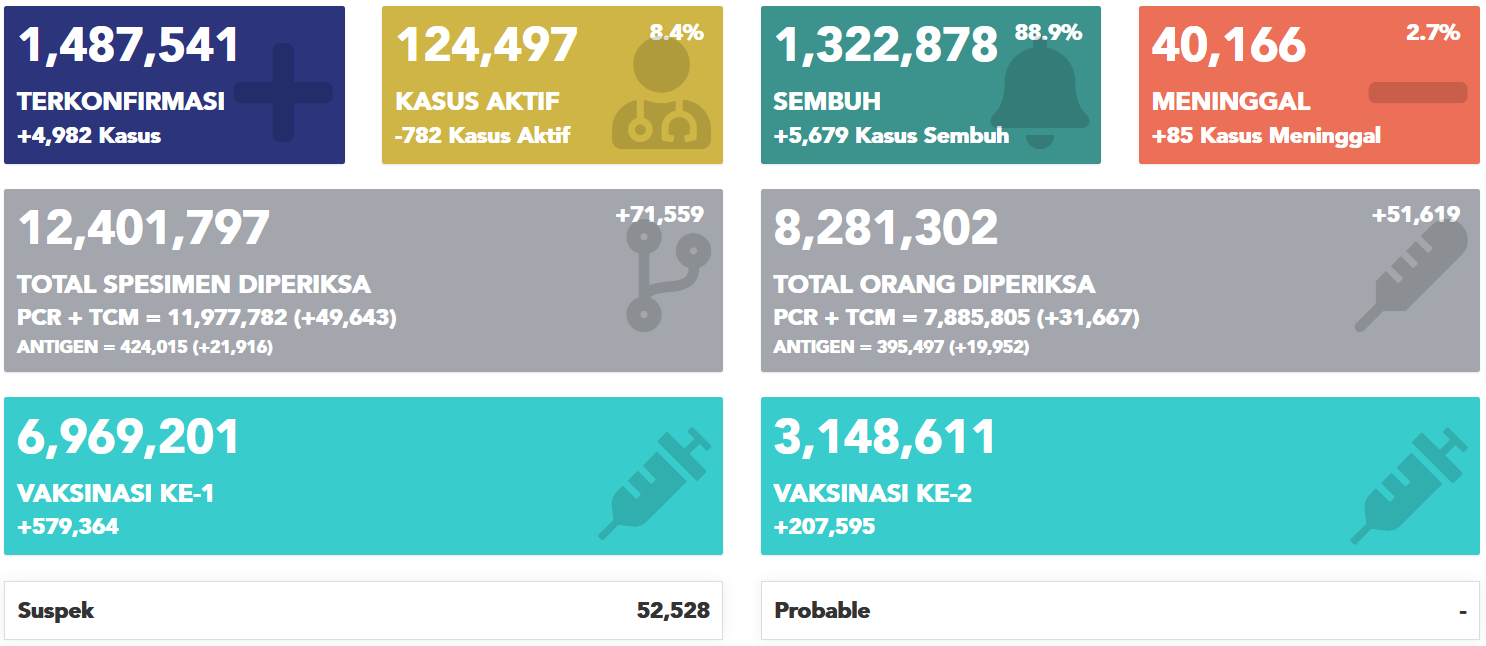 1,487,541
TERKONFIRMASI
+4,982 Kasus
124,497
8.4%
KASUS AKTIF
-782 Kasus Aktif
1,322,878
88.9%
SEMBUH
+5,679 Kasus Sembuh
40,166
2.7%
MENINGGAL
+85 Kasus Meninggal
12,401,797
+71,559
TOTAL SPESIMEN DIPERIKSA
PCR + TCM = 11,977,782 (+49,643)
ANTIGEN = 424,015 (+21,916)
8,281,302
+51,619
TOTAL ORANG DIPERIKSA
PCR + TCM = 7,885,805 (+31,667)
ANTIGEN = 395,497 (+19,952)
6,969,201
VAKSINASI KE-1
+579,364
3,148,611
VAKSINASI KE-2
+207,595
Suspek 52,528
Probable -